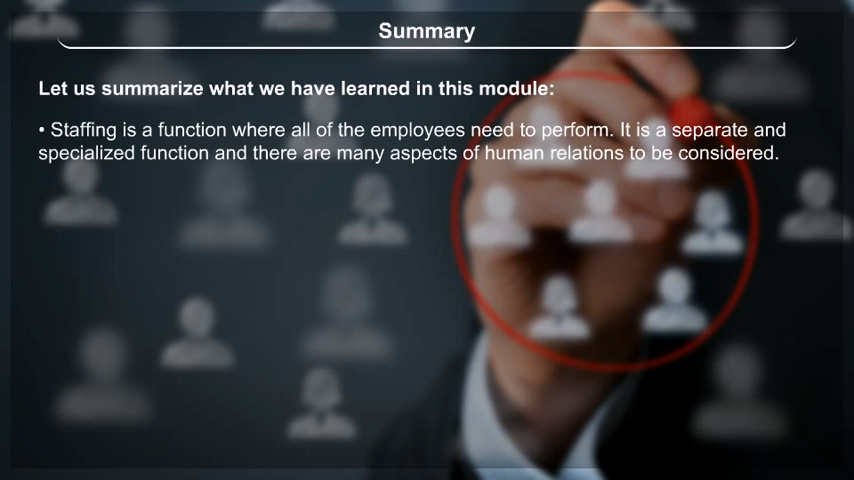 Summary
Let us summarize what we have learned in this module:
• Staffing is a function where all of the employees need to perform. It is a separate and
specialized function and there are many aspects of human relations to be considered.